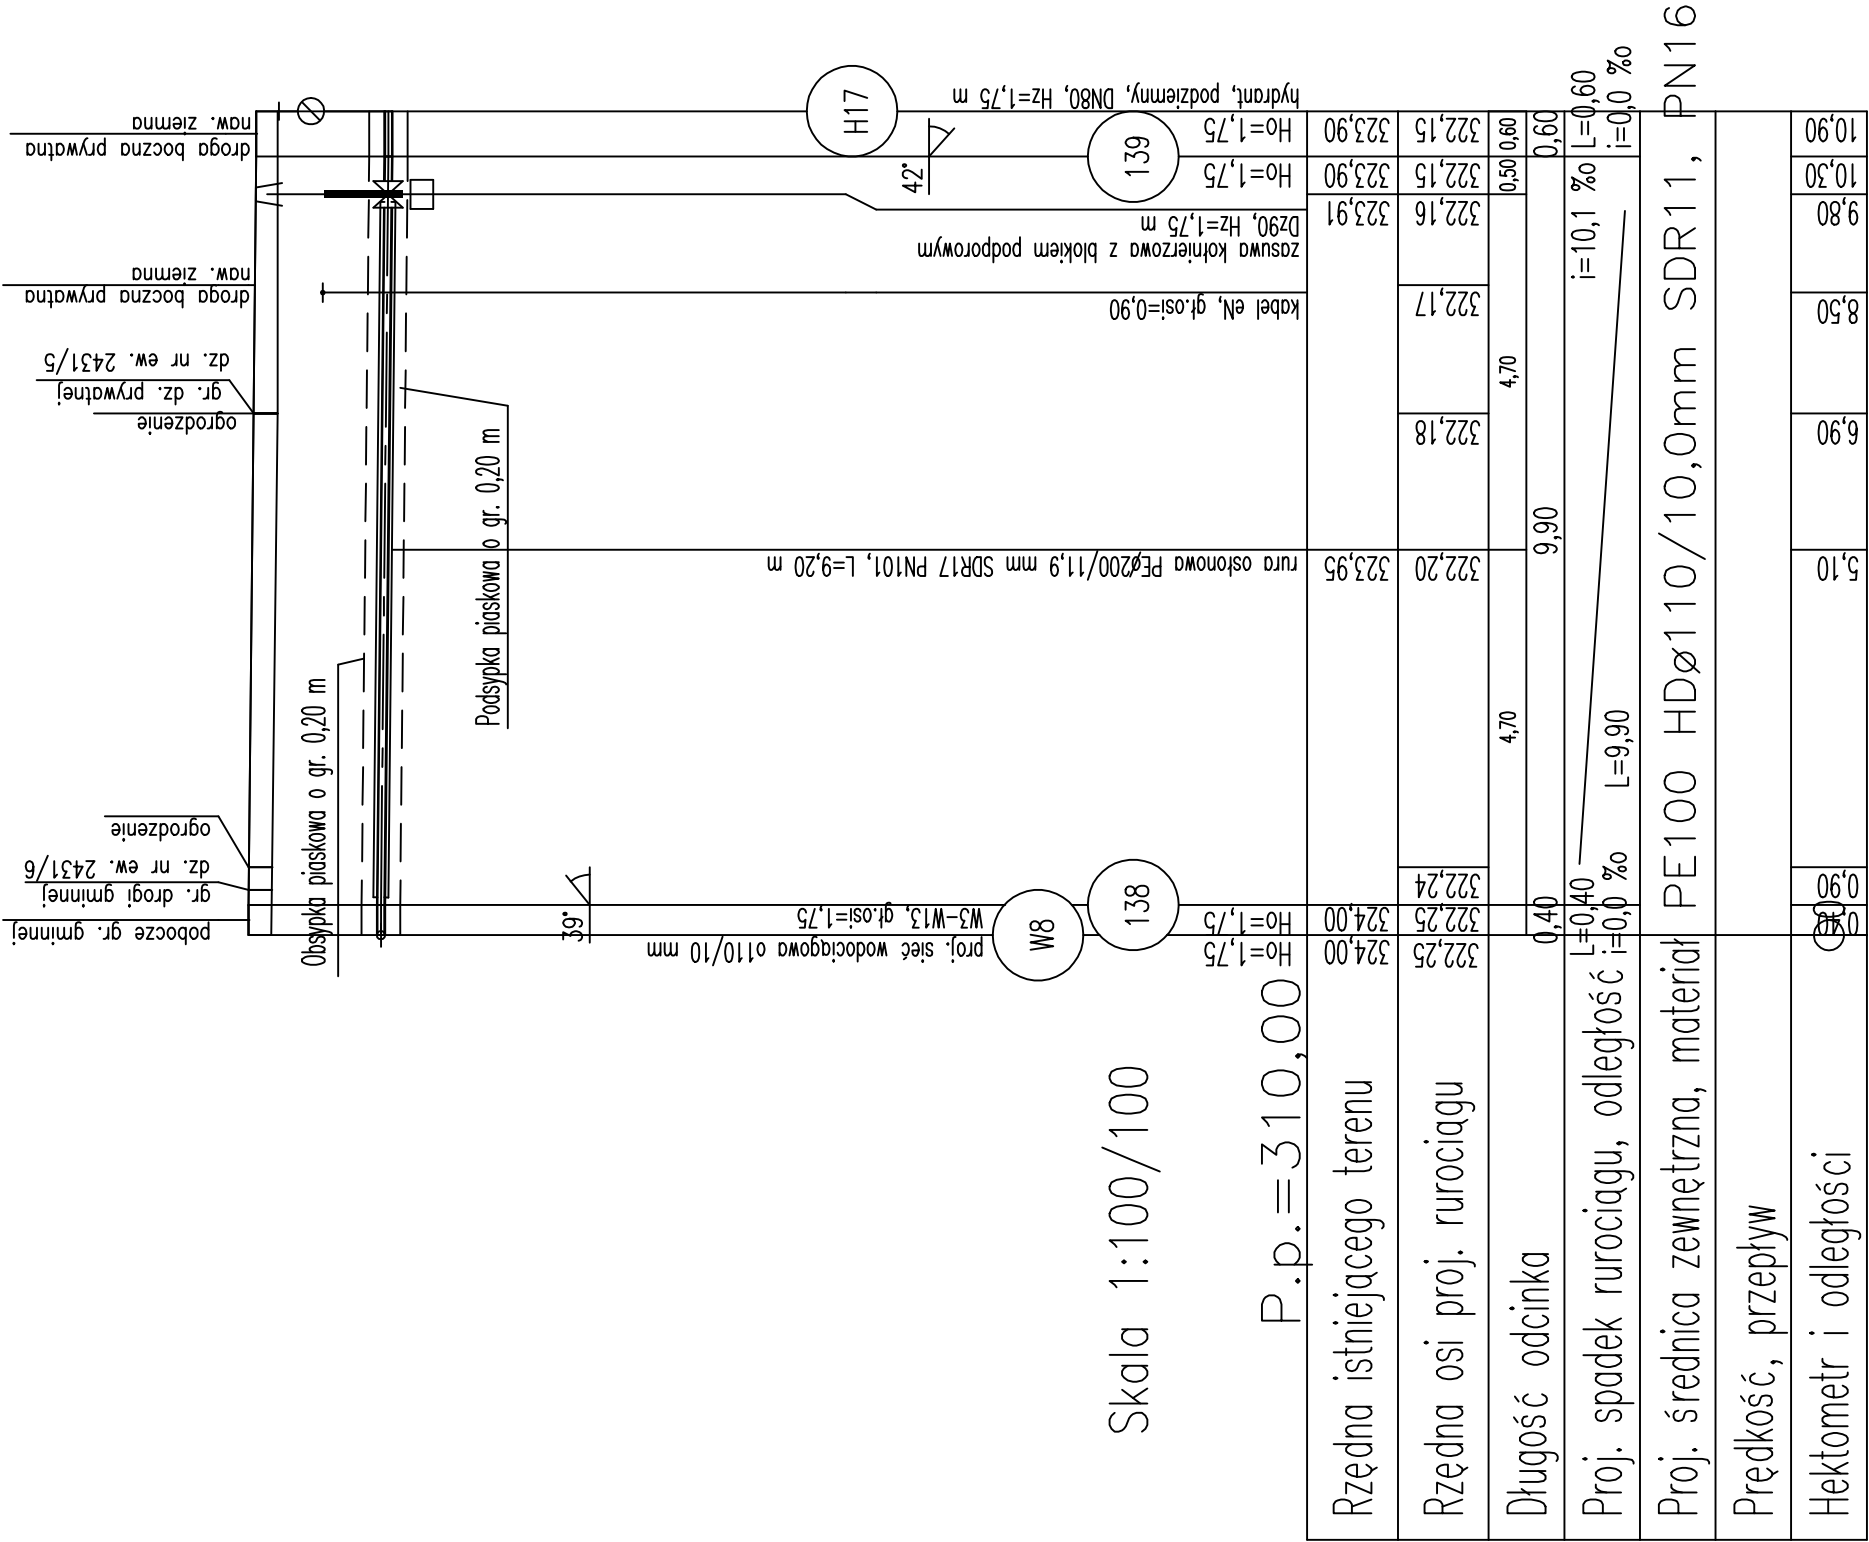 pobocze gr. gminnej
gr. drogi gminnej
dz. nr ew. 2431/6
ogrodzenie
ogrodzenie
gr. dz. prywatnej
dz. nr ew. 2431/5
droga boczna prywatna
naw. ziemna
droga boczna prywatna
naw. ziemna
Obsypka piaskowa o gr. 0,20 m
Podsypka piaskowa o gr. 0,20 m
39°
42°
proj. sieć wodociągowa o110/10 mm
W3-W13, gł.osi=1,75
rura osłonowa PEø200/11.9 mm SDR17 PN101, L=9,20 m
kabel eN, gł.osi=0,90
zasuwa kołnierzowa z blokiem podporowym
Dz90, Hz=1,75 m
hydrant, podziemny, DN80, Hz=1,75 m
W8
138
139
H17
Ho=1,75
Ho=1,75
Ho=1,75
Ho=1,75
Skala 1:100/100
P.p.=310,00
Rzędna istniejącego terenu
324,00
324,00
323,95
323,91
323,90
323,90
Rzędna osi proj. rurociągu
322,25
322,25
322,24
322,20
322,18
322,17
322,16
322,15
322,15
Długość odcinka
4,70
4,70
0,50
0,60
0,40
9,90
0,60
Proj. spadek rurociągu, odległość
L=0,40
i=0,0 ‰
L=9,90
i=10,1 ‰
L=0,60
i=0,0 ‰
Proj. średnica zewnętrzna, materiał
PE100 HDø110/10,0mm SDR11, PN16
Prędkość, przepływ
Hektometr i odległości
0,40
0,90
5,10
6,90
8,50
9,80
10,30
10,90